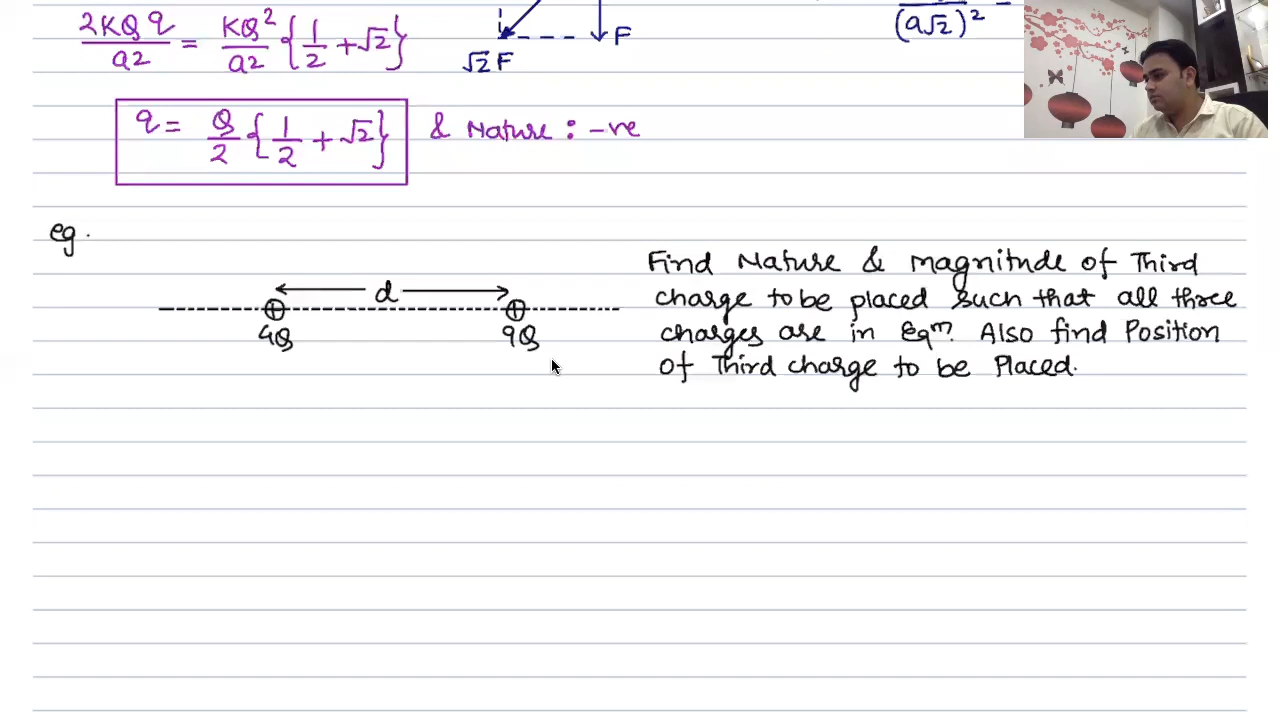 2KQq/a2 = KQ²/a2 {1/2 + √2}
√2 F
F
(a√2)² =
q = Q/2 {1/2 + √2} & Nature : -ve
eg.
d
4Q
9Q
Find Nature & magnitude of Third
charge to be placed such that all three
charges are in Eqᵐ. Also find Position
of Third charge to be Placed.